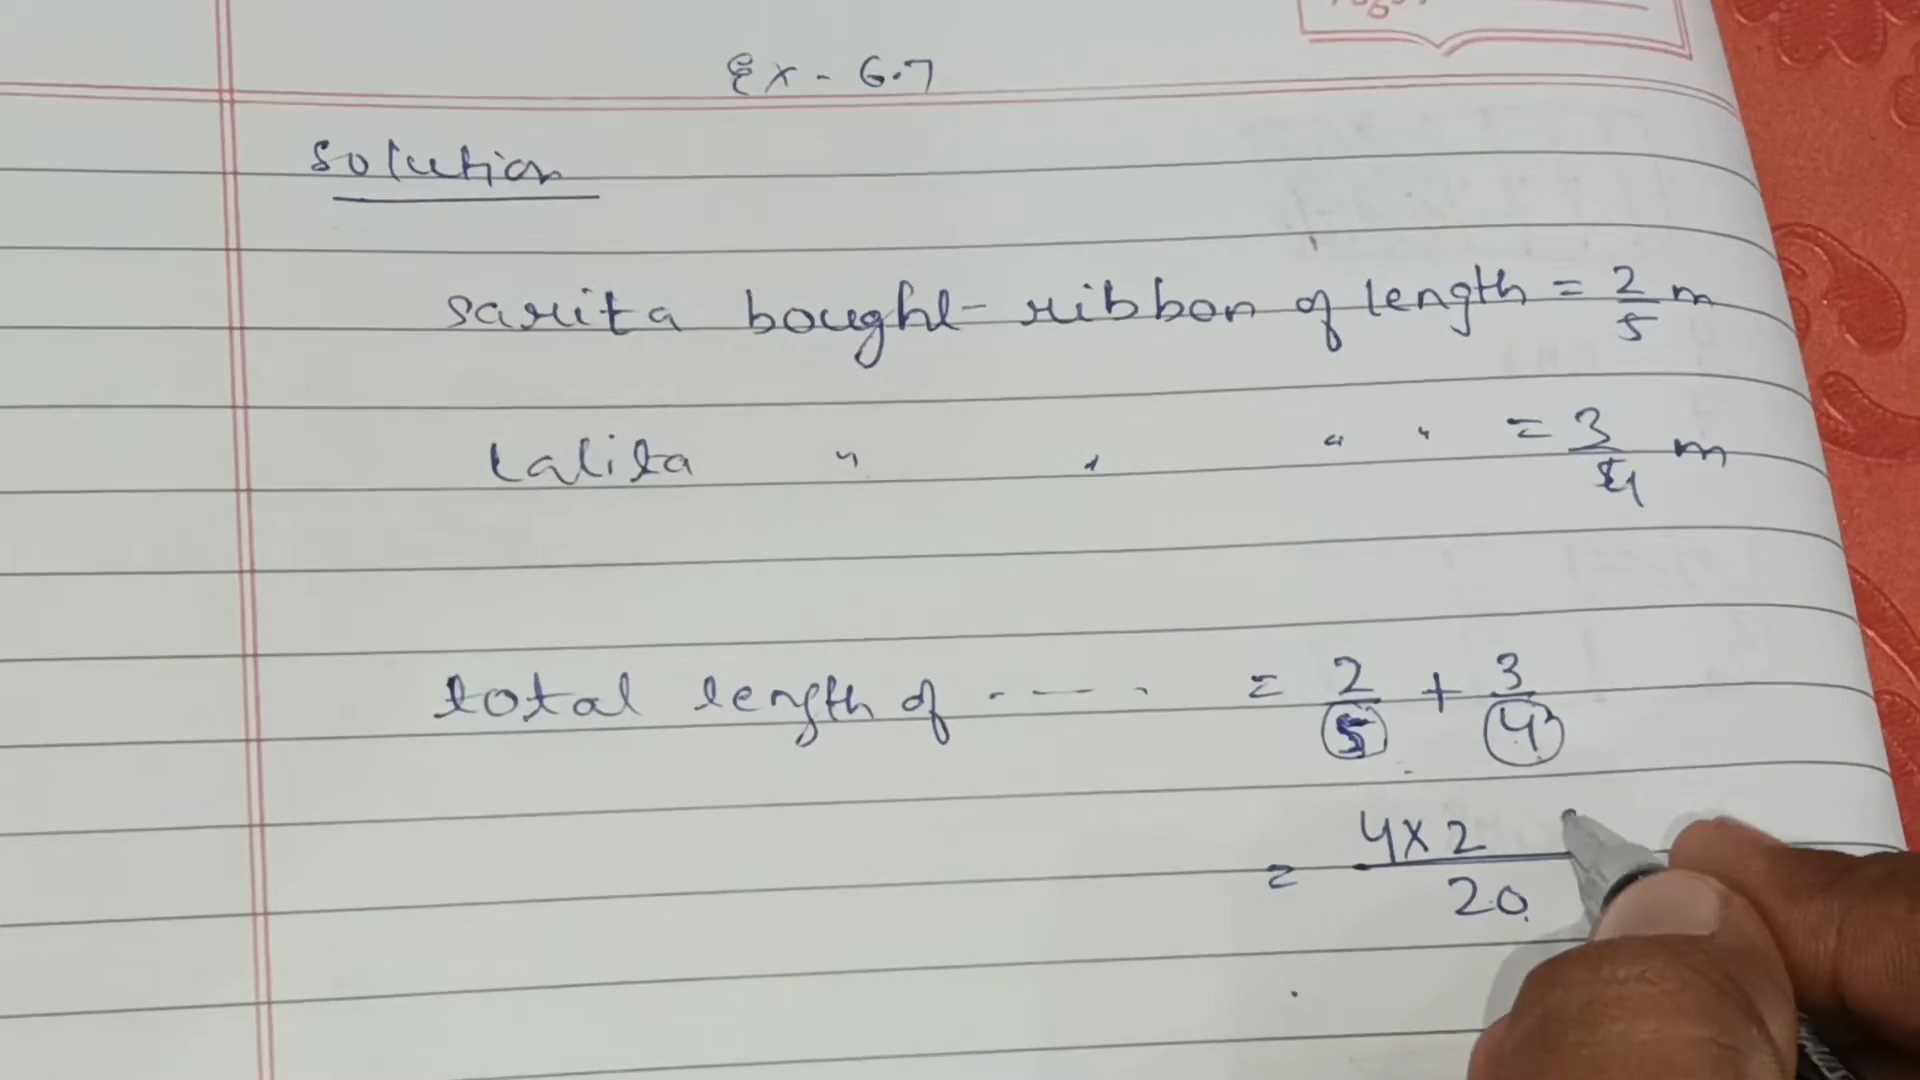 Ex - 6.7
Solution
Sarita bought ribbon of length = 2/5 m
Lalita " " " " = 3/4 m
total length of ..---. = 2/5 + 3/4
= 4×2/20